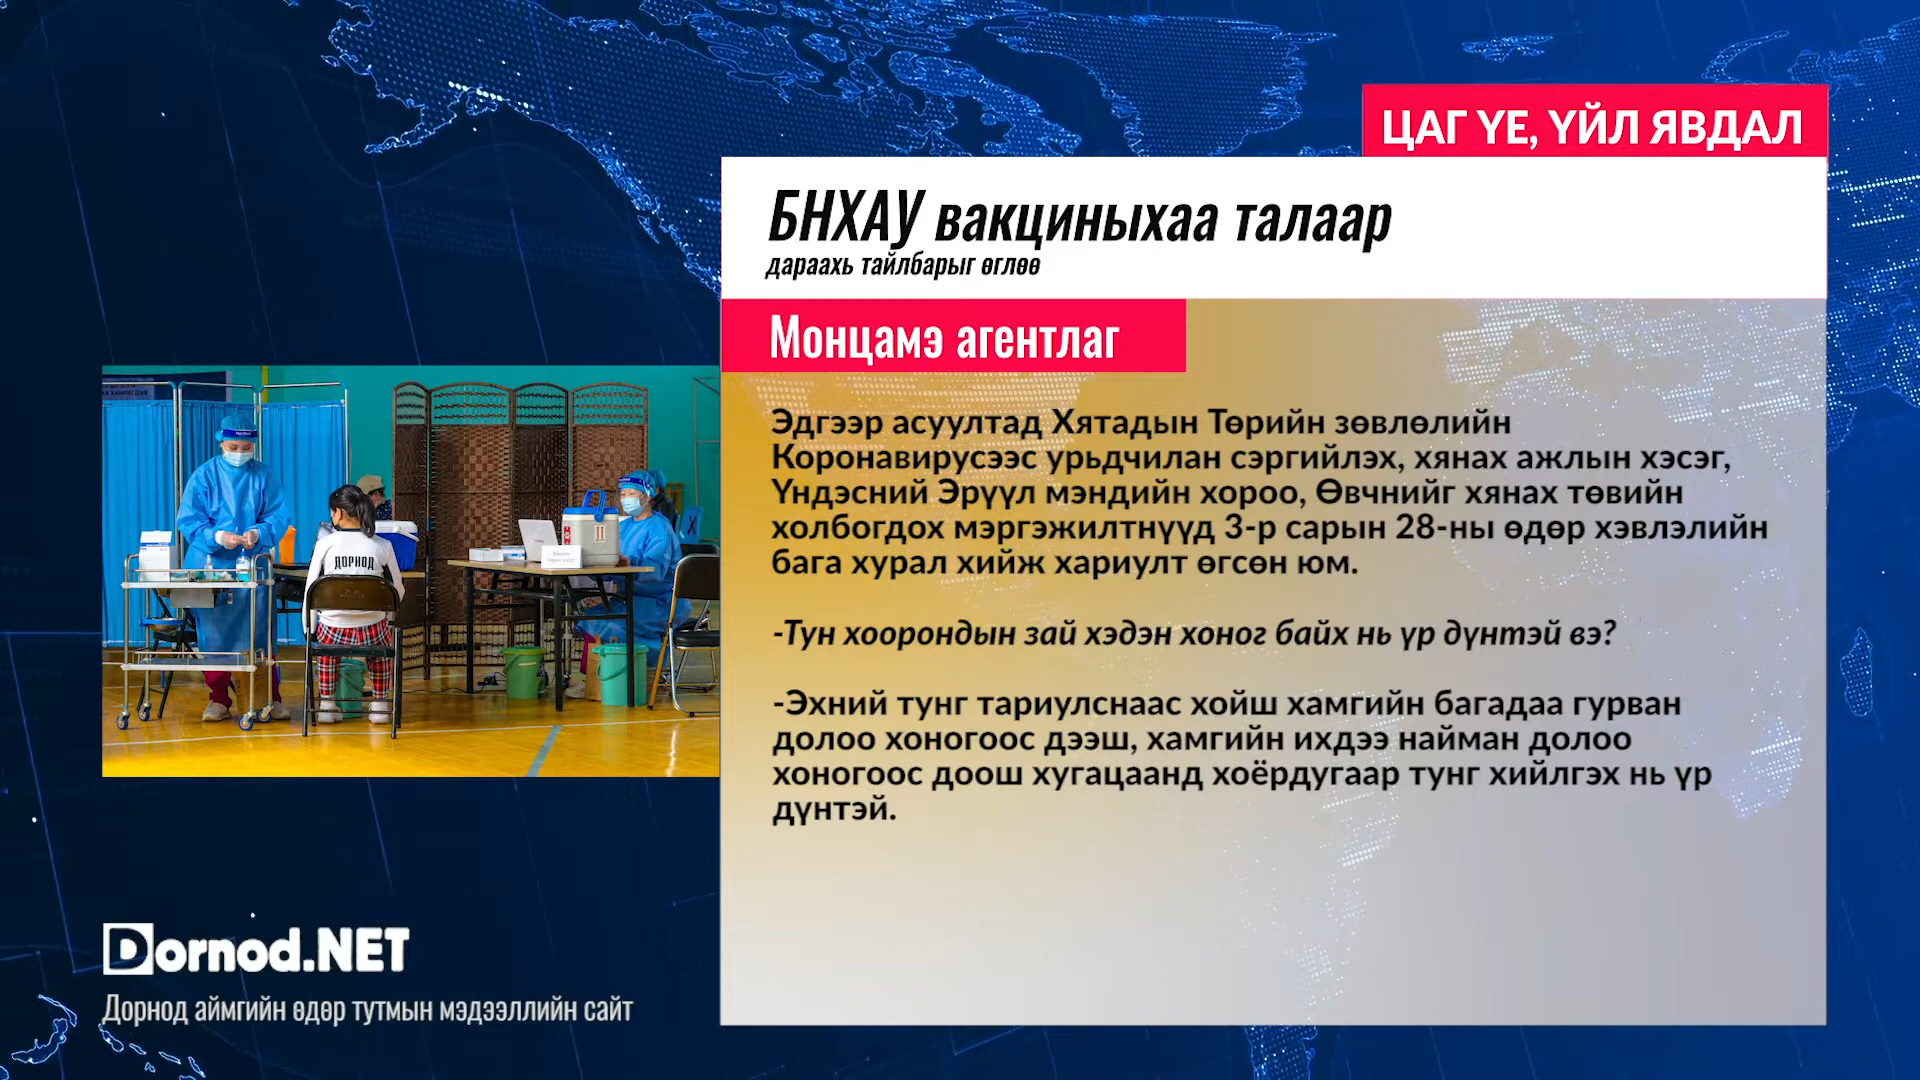 ЦАГ ҮЕ, ҮЙЛ ЯВДАЛ
БНХАУ вакциныхаа талаар
дараахь тайлбарыг өглөө
Монцамэ агентлаг
Эдгээр асуултад Хятадын Төрийн зөвлөлийн
Коронавирусээс урьдчилан сэргийлэх, хянах ажлын хэсэг,
Үндэсний Эрүүл мэндийн хороо, Өвчнийг хянах төвийн
холбогдох мэргэжилтнүүд 3-р сарын 28-ны өдөр хэвлэлийн
бага хурал хийж хариулт өгсөн юм.
-Тун хоорондын зай хэдэн хоног байх нь үр дүнтэй вэ?
-Эхний тунг тариулснаас хойш хамгийн багадаа гурван
долоо хоногоос дээш, хамгийн ихдээ найман долоо
хоногоос доош хугацаанд хоёрдугаар тунг хийлгэх нь үр
дүнтэй.
ДОРНОД
Dornod.NET
Дорнод аймгийн өдөр тутмын мэдээллийн сайт